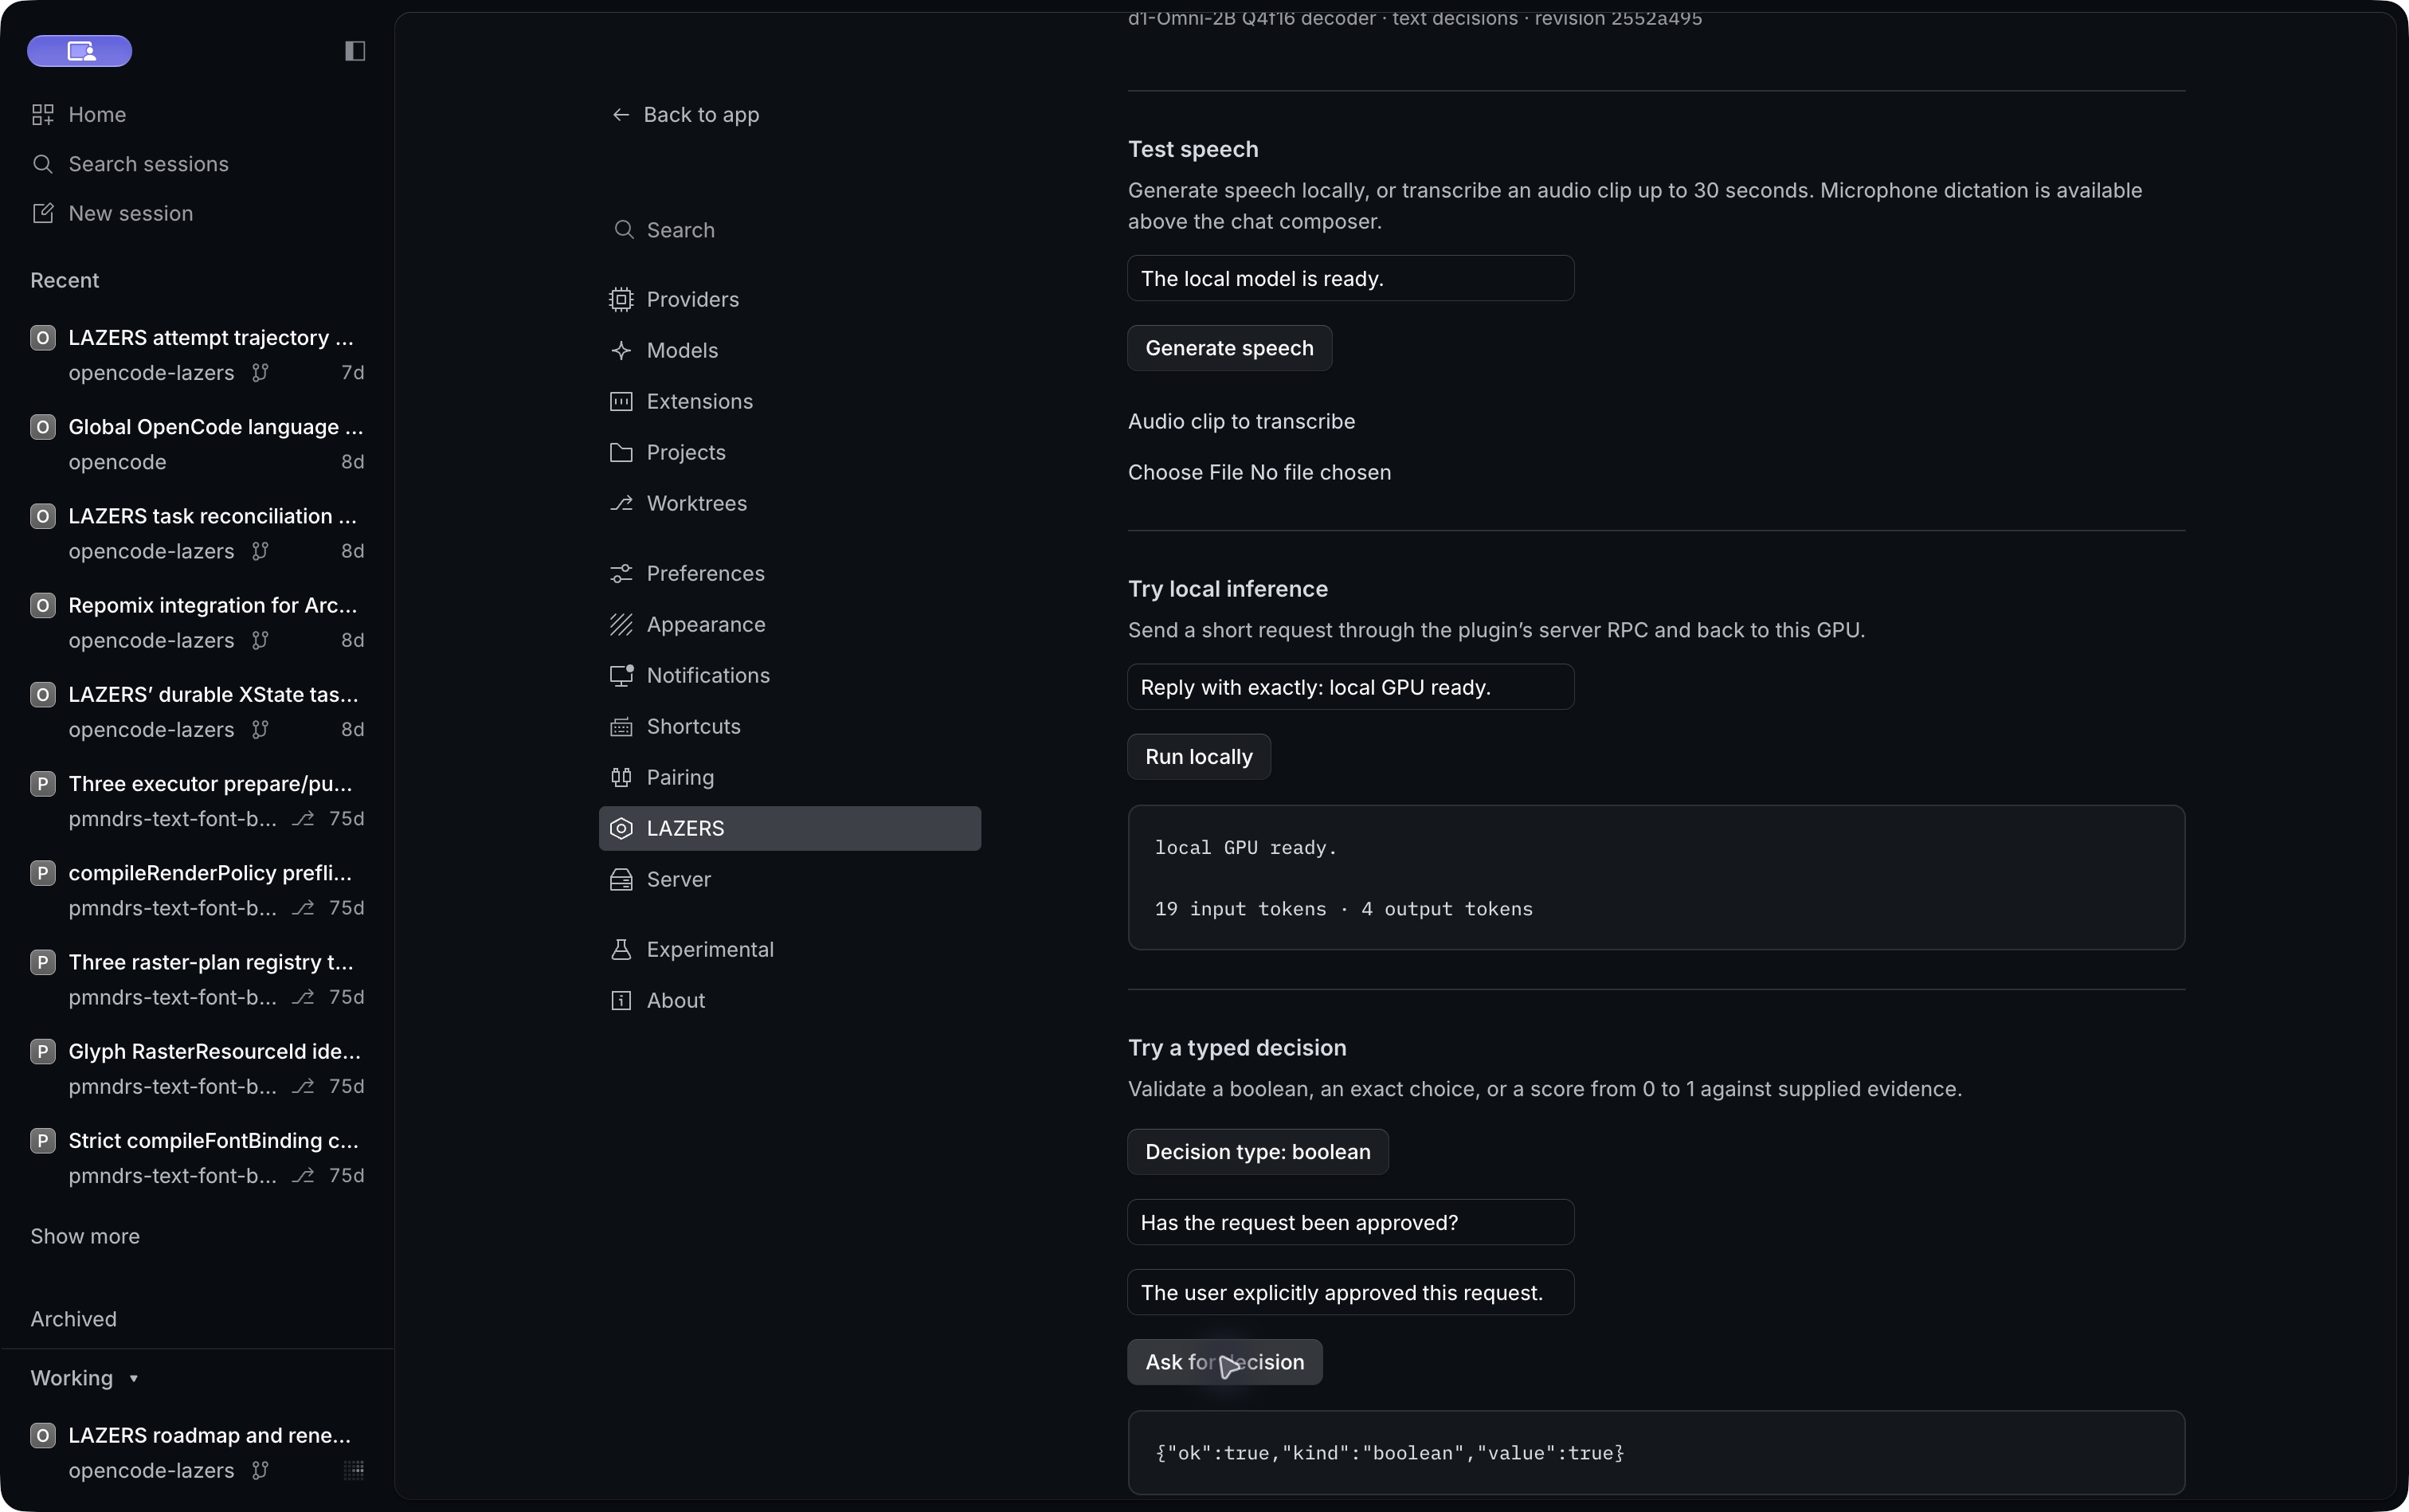 Home
Search sessions
New session
Recent
O LAZERS attempt trajectory ...
opencode-lazers 7d
O Global OpenCode language ...
opencode 8d
O LAZERS task reconciliation ...
opencode-lazers 8d
O Repomix integration for Arc...
opencode-lazers 8d
O LAZERS’ durable XState tas...
opencode-lazers 8d
P Three executor prepare/pu...
pmndrs-text-font-b... 75d
P compileRenderPolicy prefli...
pmndrs-text-font-b... 75d
P Three raster-plan registry t...
pmndrs-text-font-b... 75d
P Glyph RasterResourceId ide...
pmndrs-text-font-b... 75d
P Strict compileFontBinding c...
pmndrs-text-font-b... 75d
Show more
Archived
Working ▼
O LAZERS roadmap and rene...
opencode-lazers
← Back to app
Search
Providers
Models
Extensions
Projects
Worktrees
Preferences
Appearance
Notifications
Shortcuts
Pairing
LAZERS
Server
Experimental
About
d1-Omni-2B Q4f16 decoder · text decisions · revision 2552a495
Test speech
Generate speech locally, or transcribe an audio clip up to 30 seconds. Microphone dictation is available
above the chat composer.
The local model is ready.
Generate speech
Audio clip to transcribe
Choose File No file chosen
Try local inference
Send a short request through the plugin’s server RPC and back to this GPU.
Reply with exactly: local GPU ready.
Run locally
local GPU ready.
19 input tokens · 4 output tokens
Try a typed decision
Validate a boolean, an exact choice, or a score from 0 to 1 against supplied evidence.
Decision type: boolean
Has the request been approved?
The user explicitly approved this request.
Ask for decision
{"ok":true,"kind":"boolean","value":true}